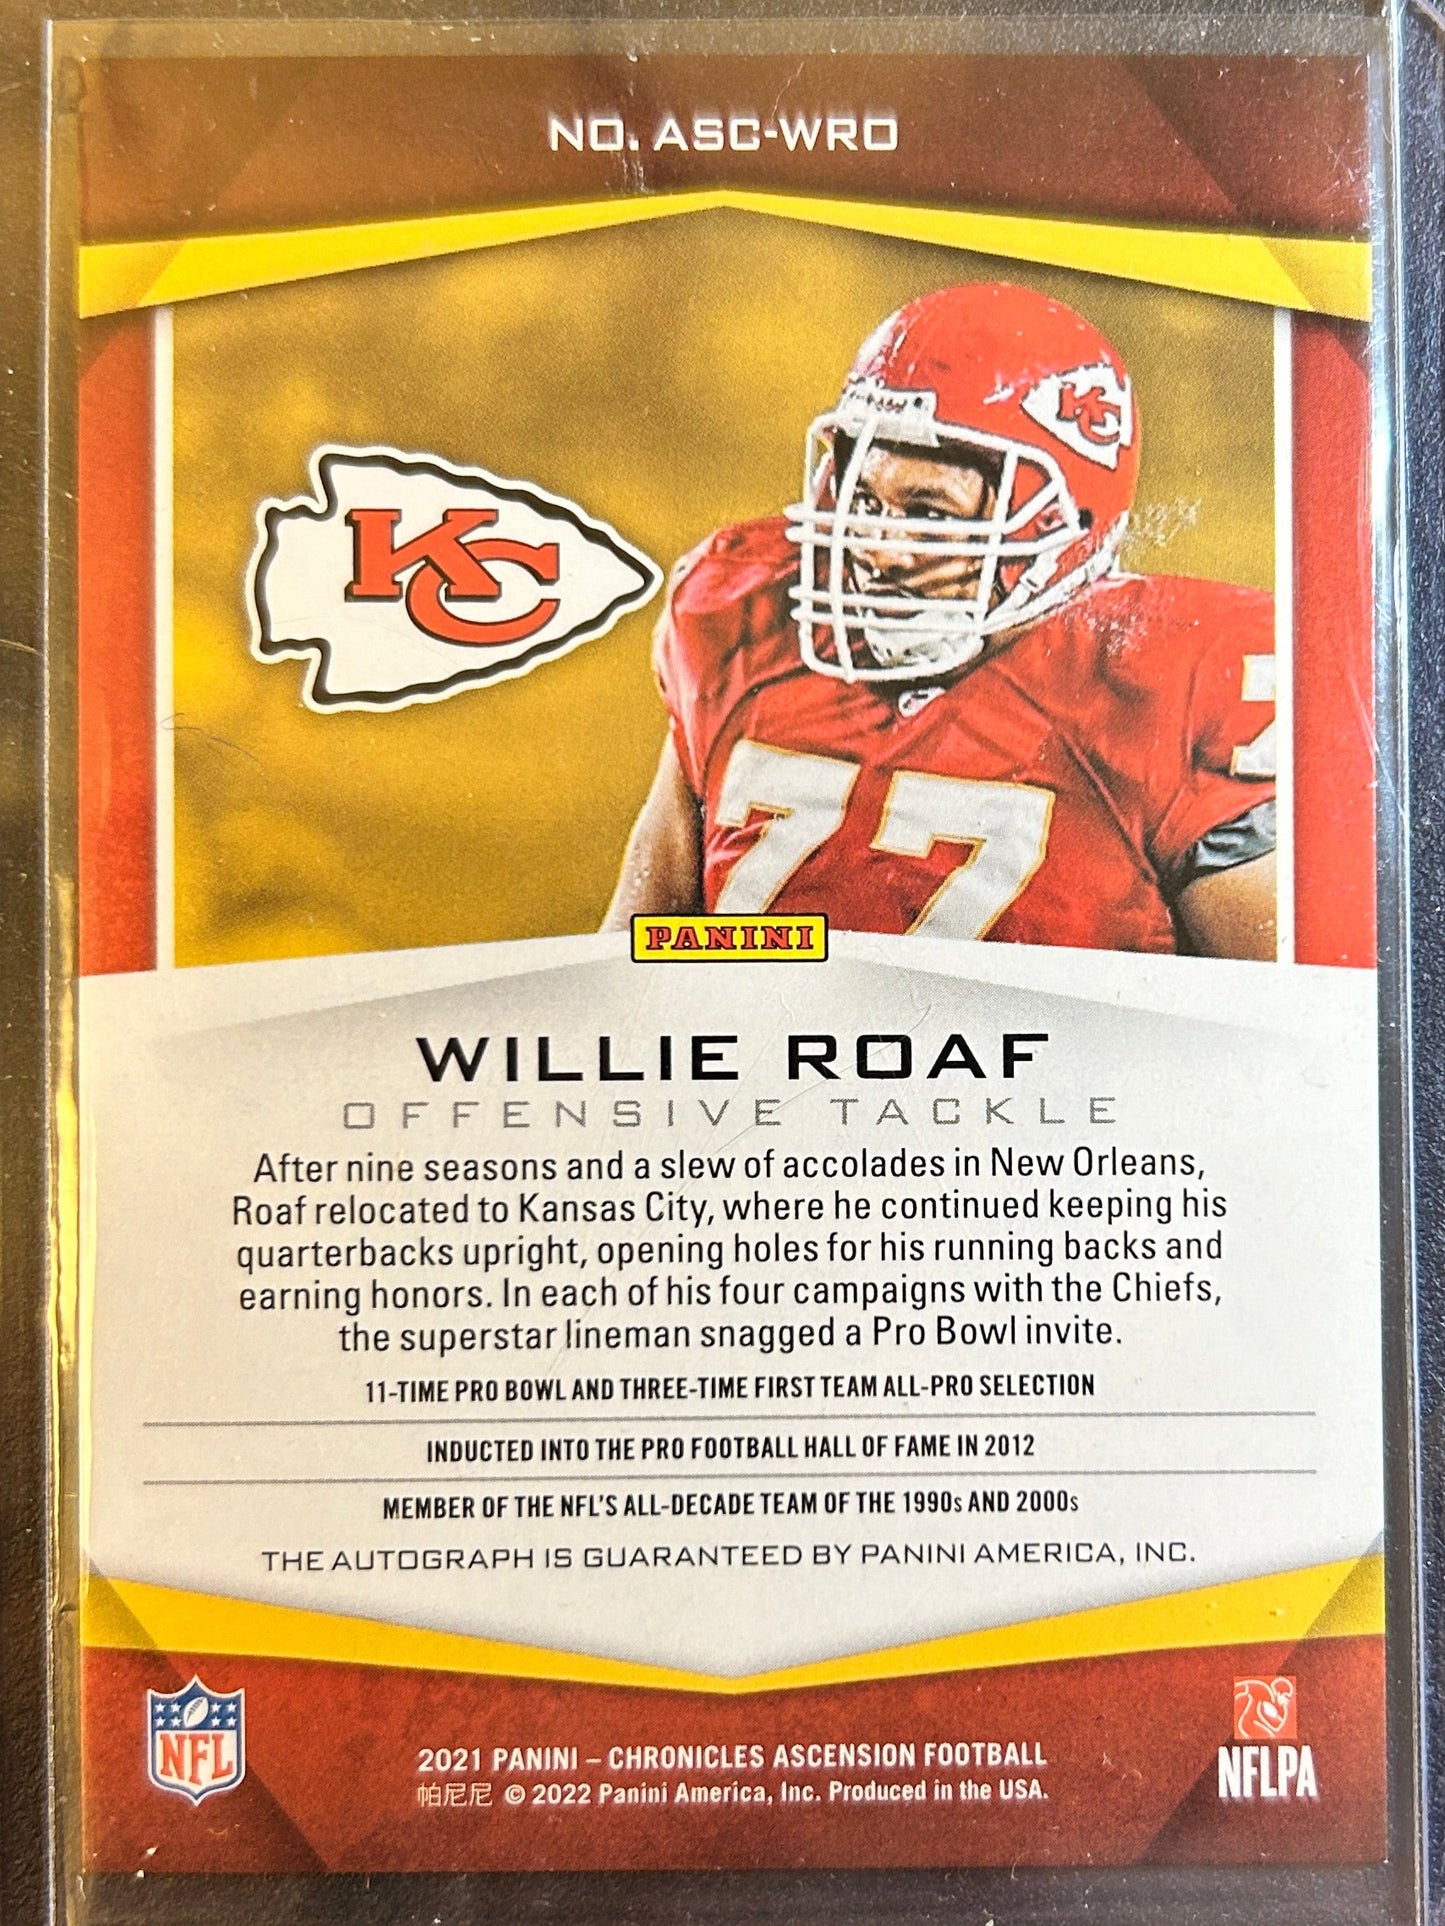 NO. ASC-WRO
KC
KC
77
7
PANINI
WILLIE ROAF
OFFENSIVE TACKLE
After nine seasons and a slew of accolades in New Orleans,
Roaf relocated to Kansas City, where he continued keeping his
quarterbacks upright, opening holes for his running backs and
earning honors. In each of his four campaigns with the Chiefs,
the superstar lineman snagged a Pro Bowl invite.
11-TIME PRO BOWL AND THREE-TIME FIRST TEAM ALL-PRO SELECTION
INDUCTED INTO THE PRO FOOTBALL HALL OF FAME IN 2012
MEMBER OF THE NFL'S ALL-DECADE TEAM OF THE 1990s AND 2000s
THE AUTOGRAPH IS GUARANTEED BY PANINI AMERICA, INC.
NFL
2021 PANINI – CHRONICLES ASCENSION FOOTBALL
帕尼尼 © 2022 Panini America, Inc. Produced in the USA.
NFLPA